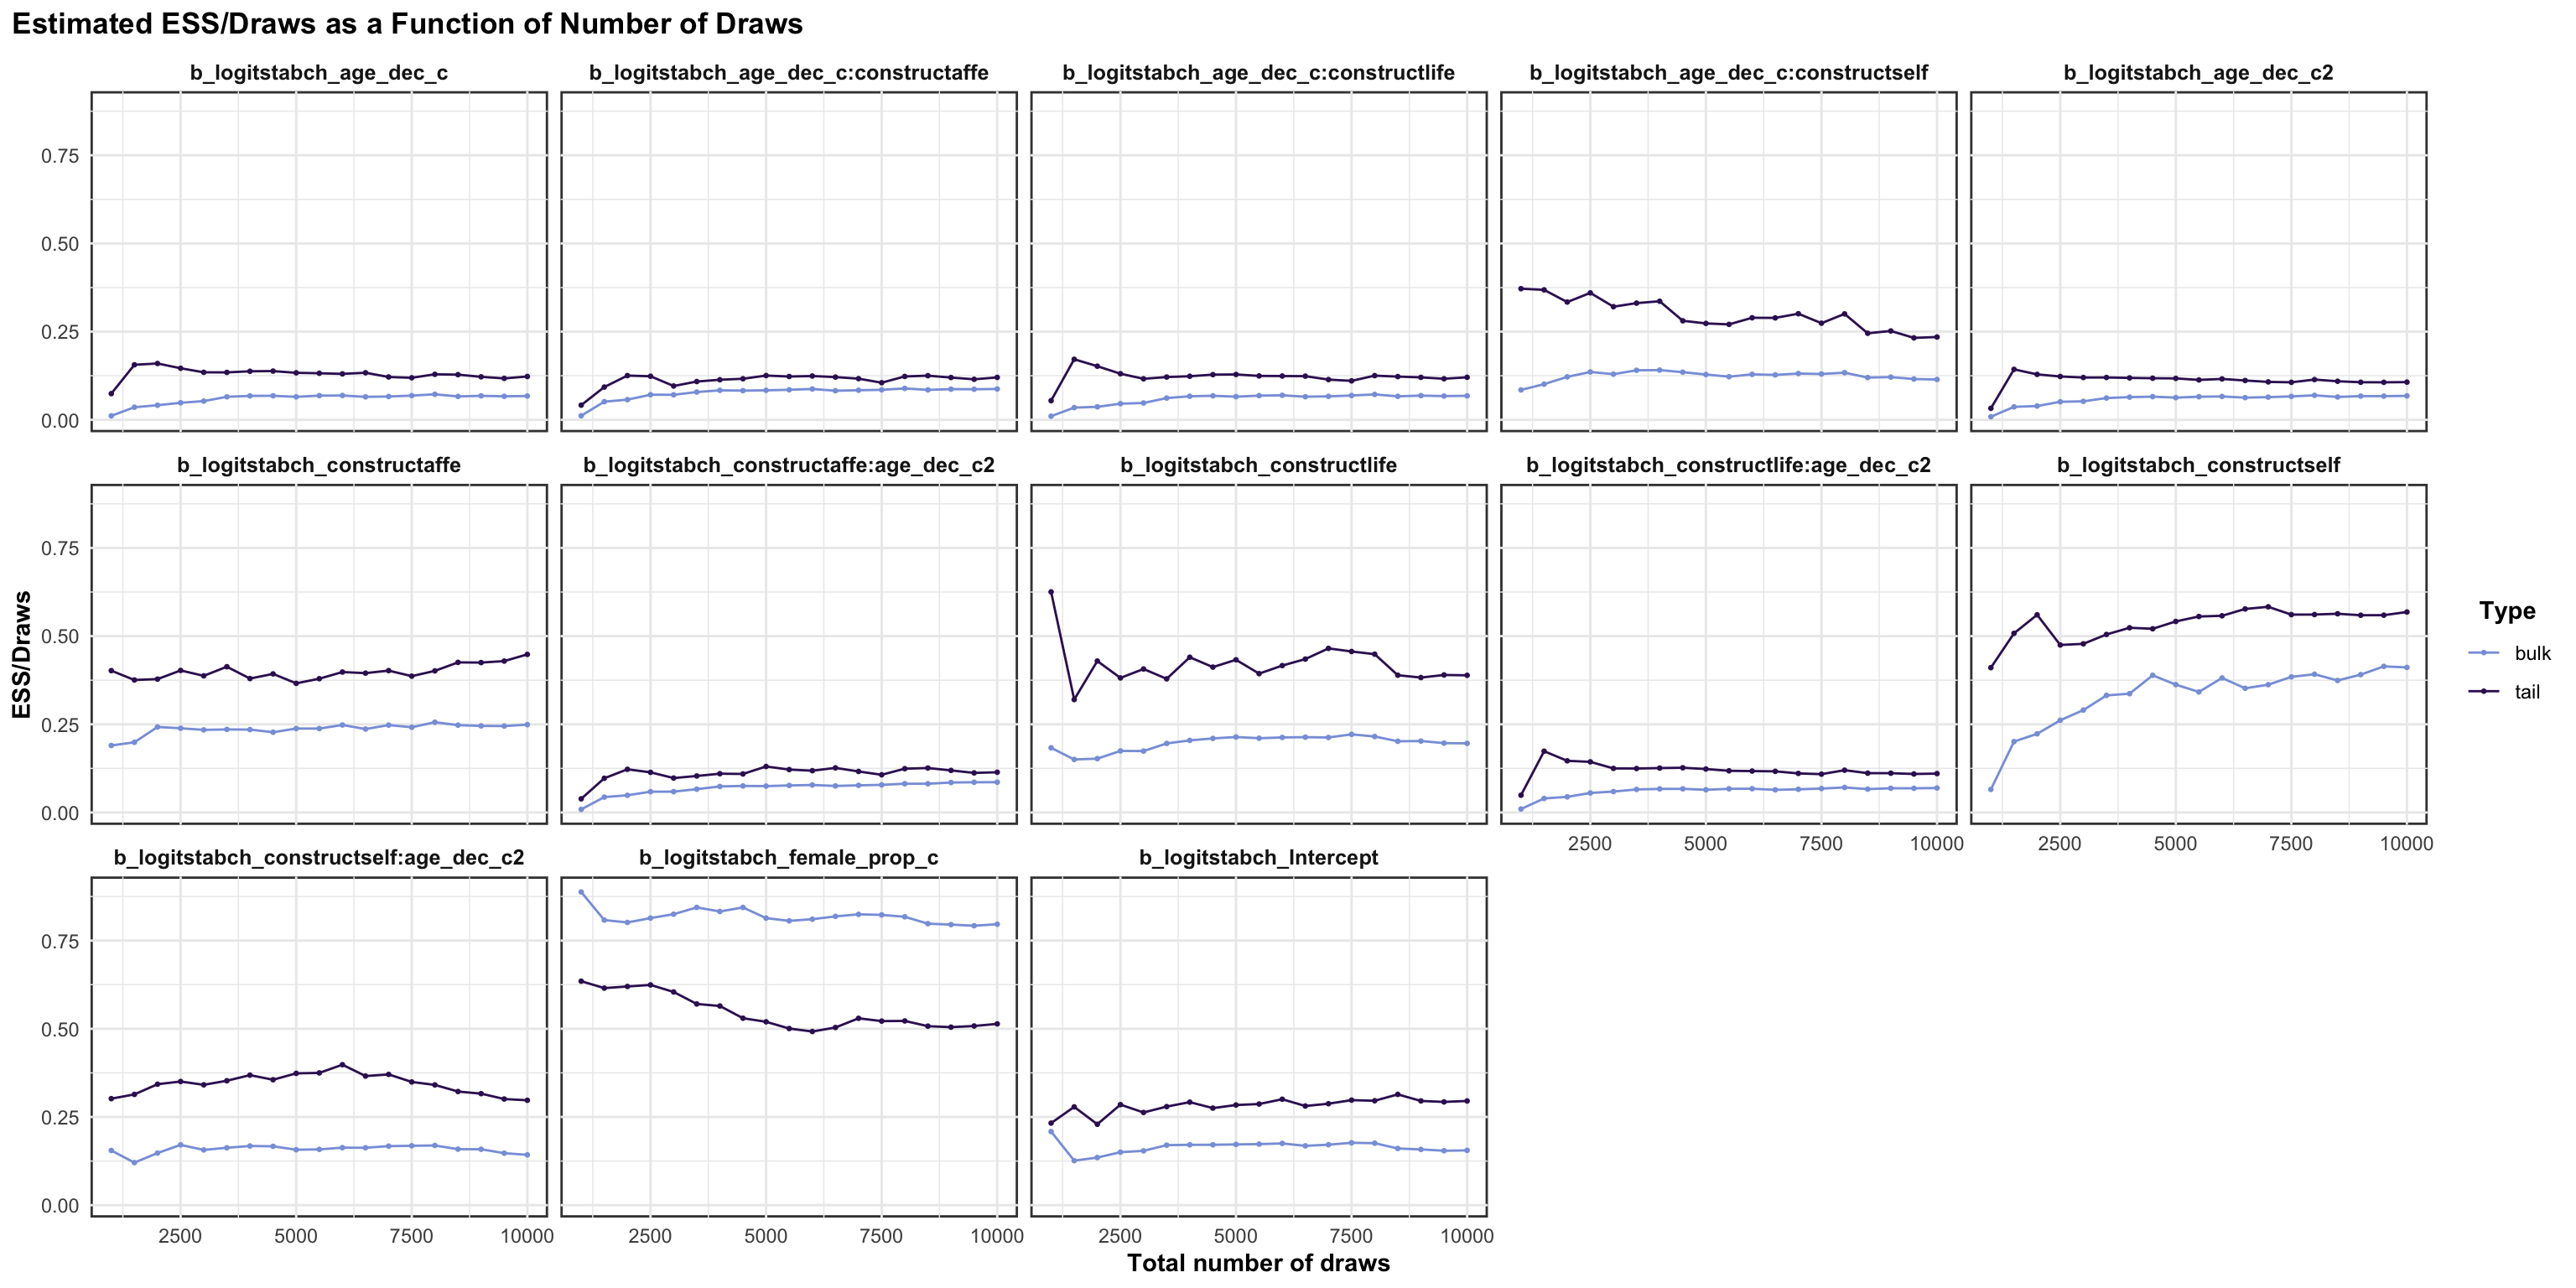 Estimated ESS/Draws as a Function of Number of Draws
b_logitstabch_age_dec_c
b_logitstabch_age_dec_c:constructaffe
b_logitstabch_age_dec_c:constructlife
b_logitstabch_age_dec_c:constructself
b_logitstabch_age_dec_c2
0.75
0.50
0.25
0.00
b_logitstabch_constructaffe
b_logitstabch_constructaffe:age_dec_c2
b_logitstabch_constructlife
b_logitstabch_constructlife:age_dec_c2
b_logitstabch_constructself
0.75
0.50
0.25
0.00
ESS/Draws
2500 5000 7500 10000
2500 5000 7500 10000
Type
bulk
tail
b_logitstabch_constructself:age_dec_c2
b_logitstabch_female_prop_c
b_logitstabch_Intercept
0.75
0.50
0.25
0.00
2500 5000 7500 10000
2500 5000 7500 10000
2500 5000 7500 10000
Total number of draws